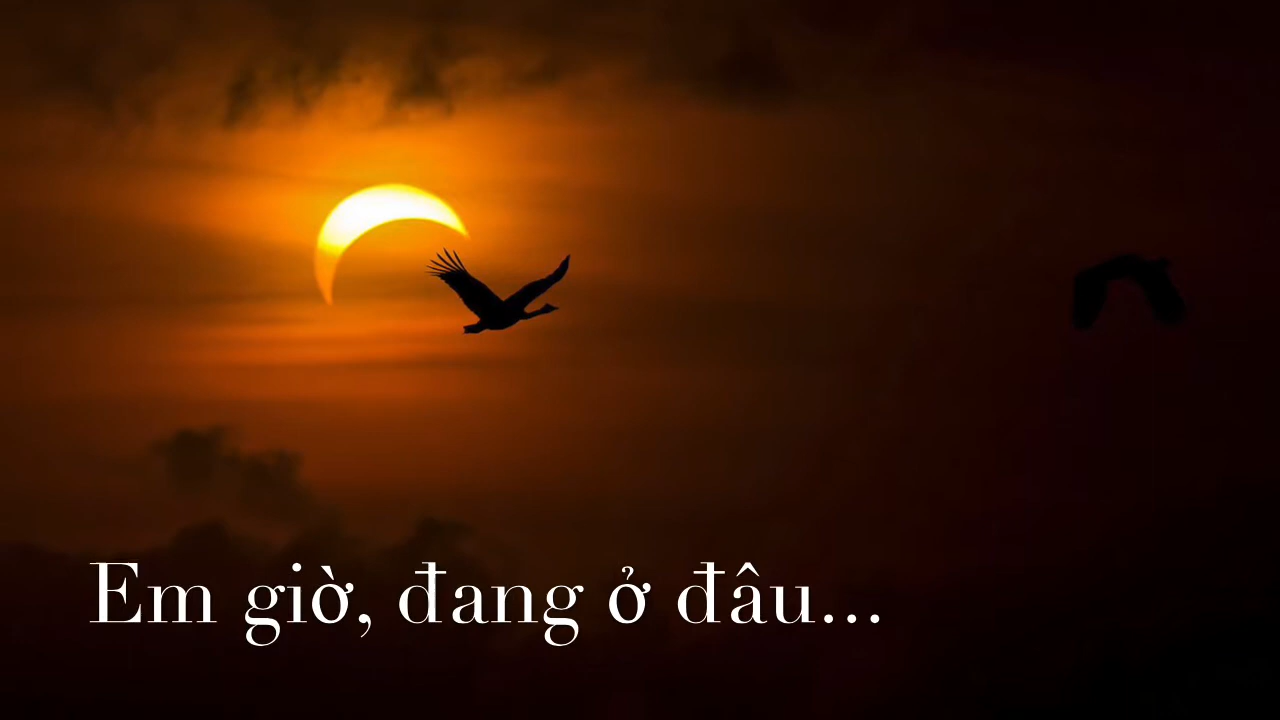 Em giờ, đang ở đâu...